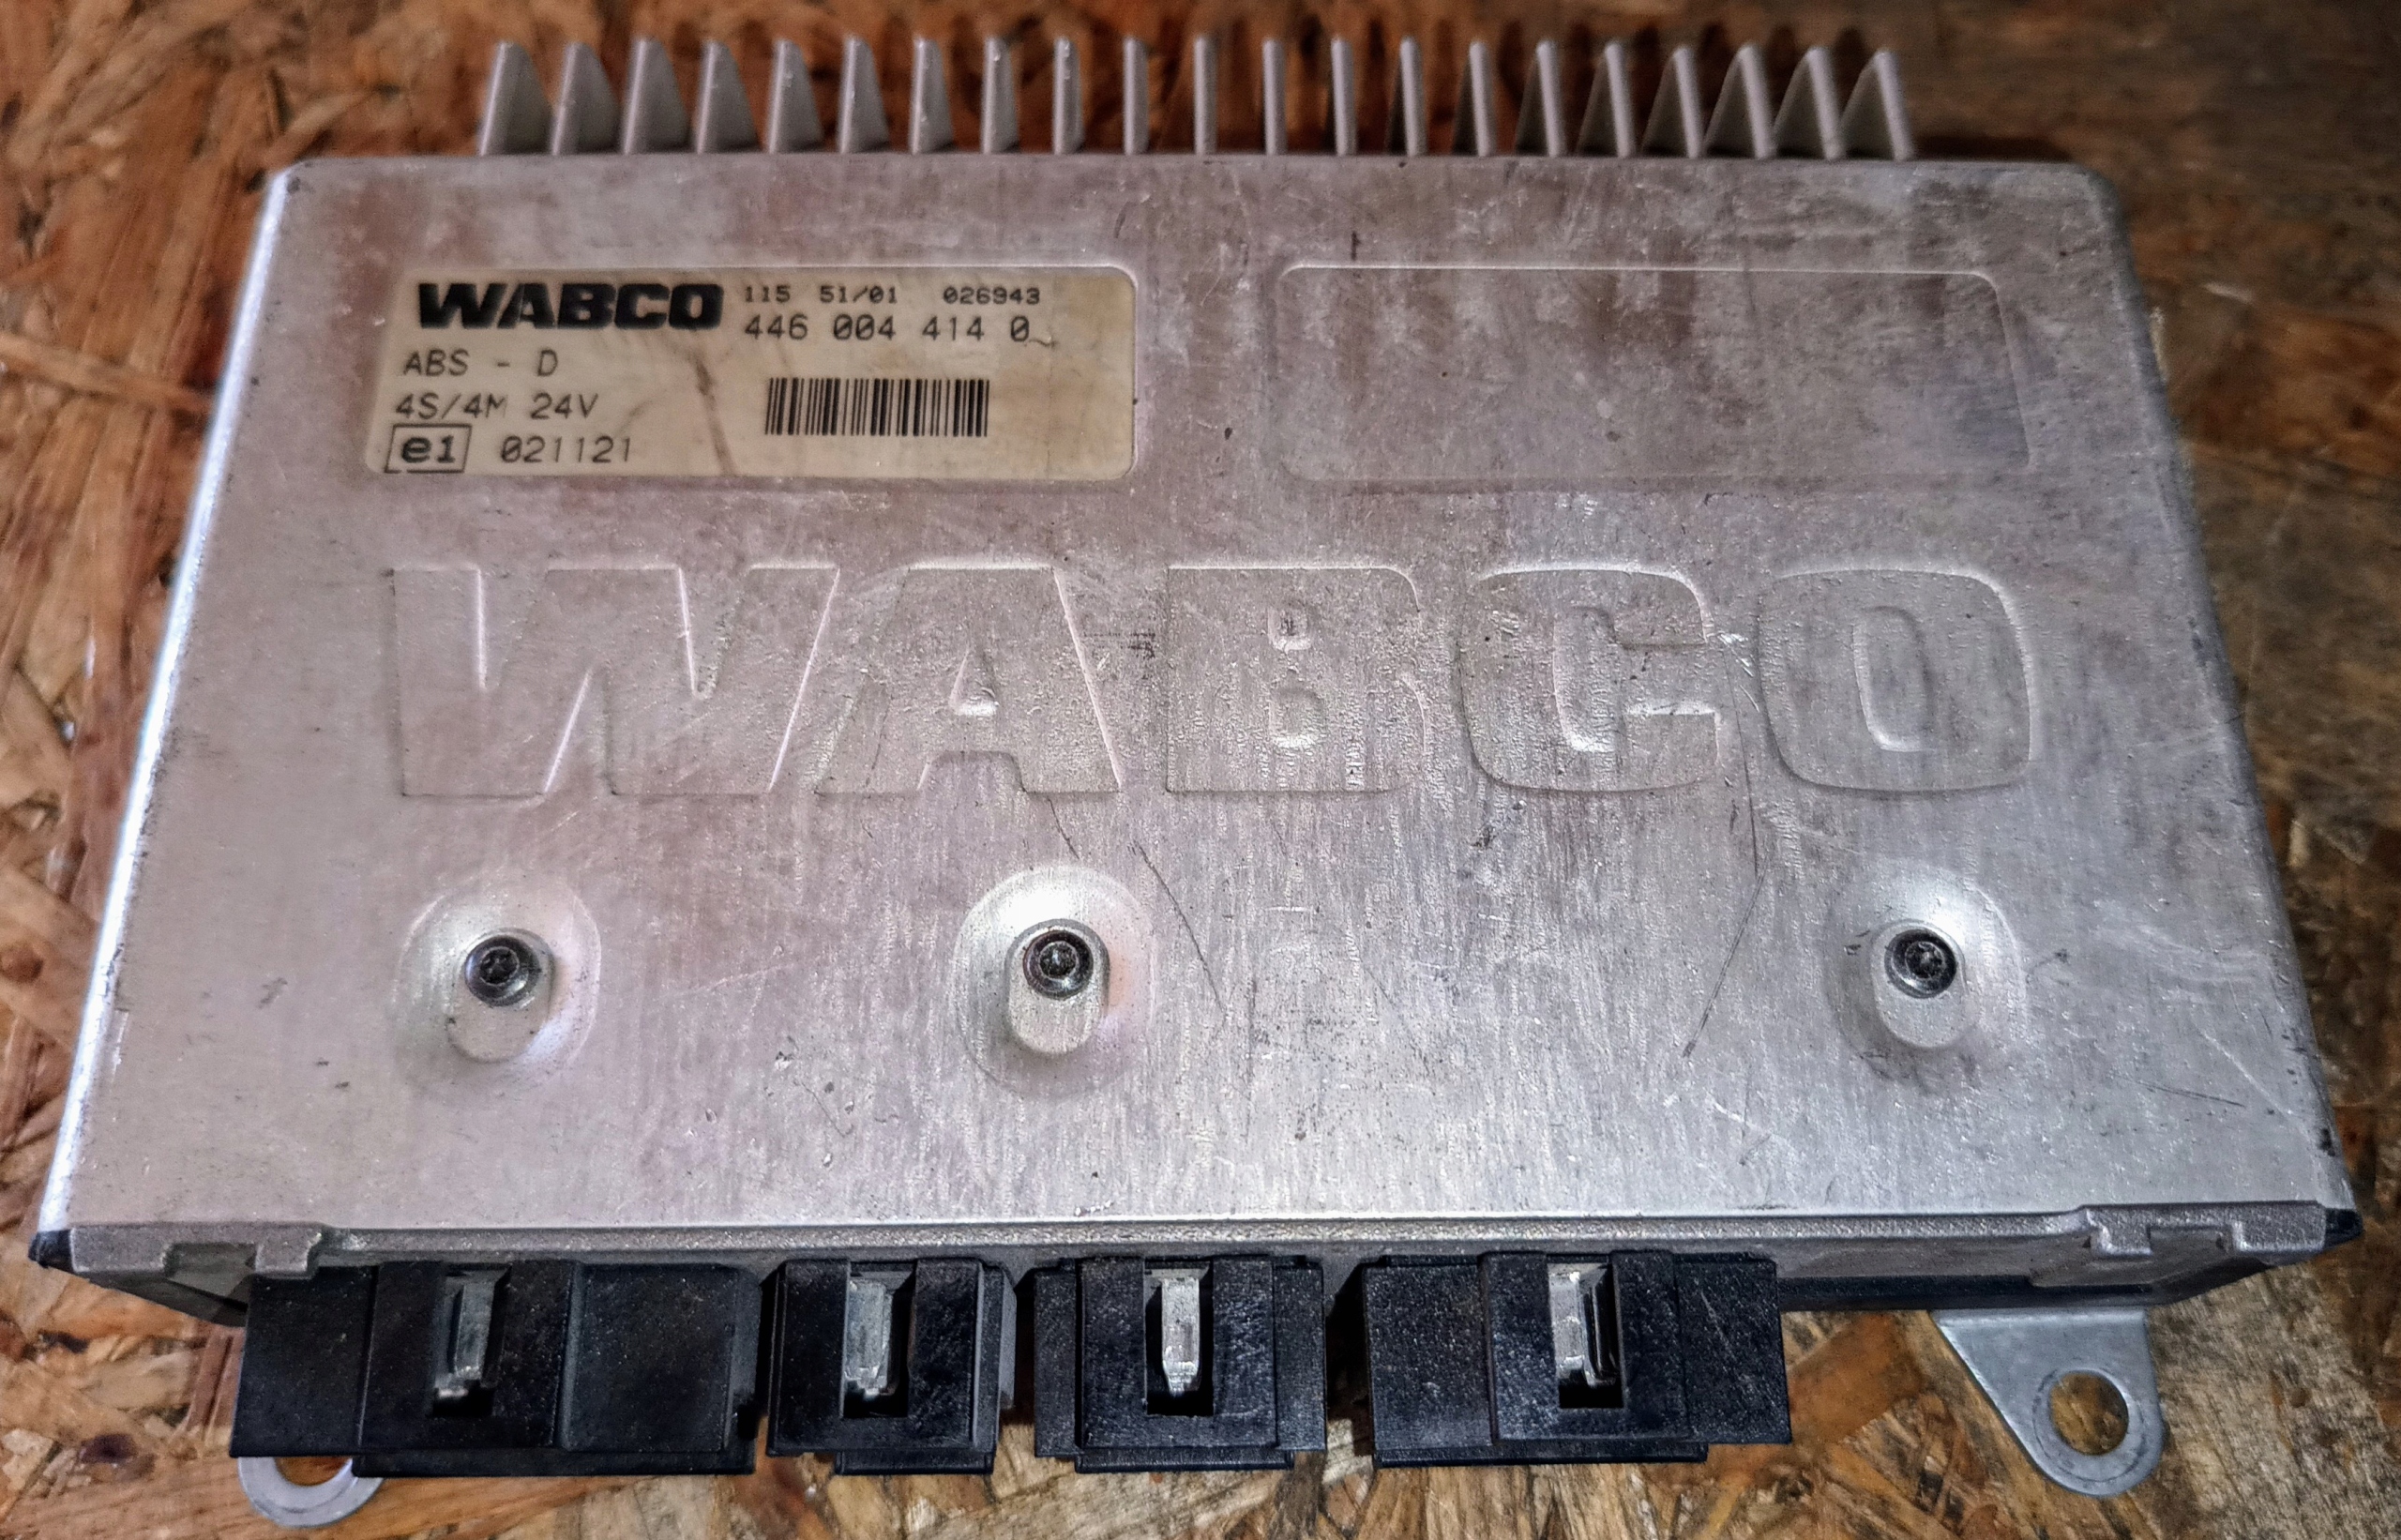 WABCO 115 51/01 026943
446 004 414 0
ABS - D
4S/4M 24V
e1 021121
WABCO